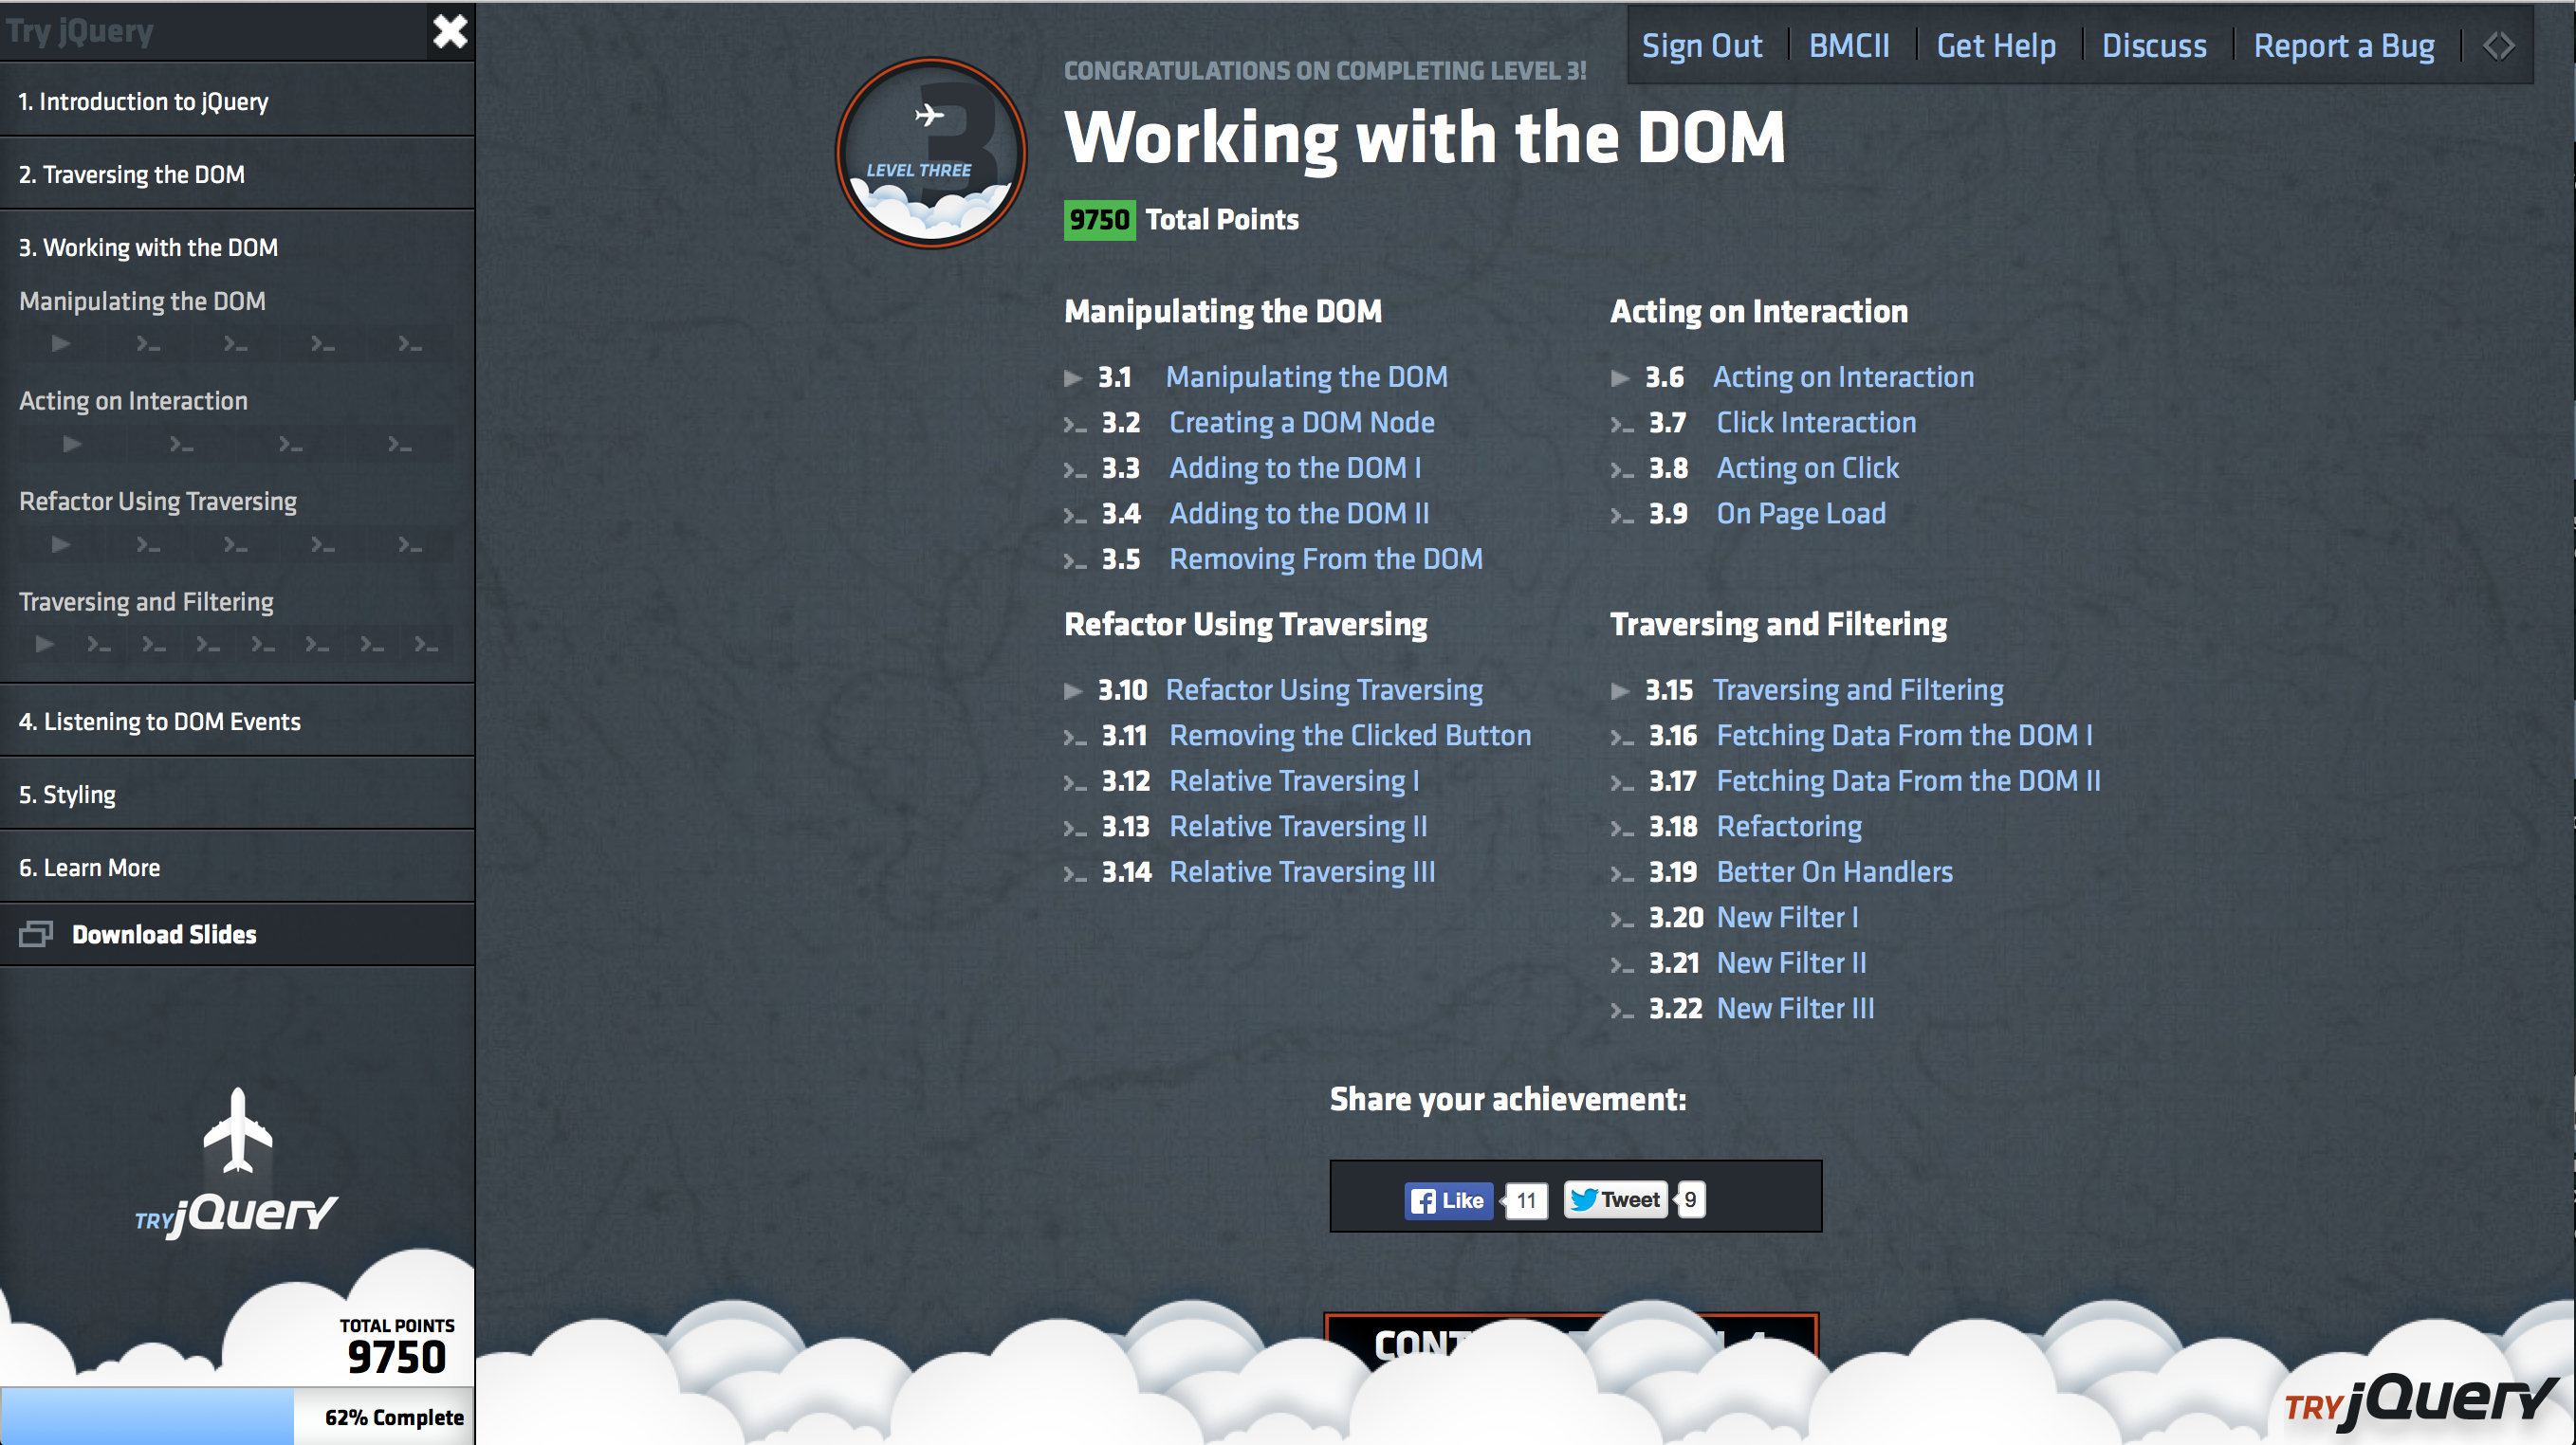 Try jQuery
1. Introduction to jQuery
2. Traversing the DOM
3. Working with the DOM
Manipulating the DOM
Acting on Interaction
Refactor Using Traversing
Traversing and Filtering
4. Listening to DOM Events
5. Styling
6. Learn More
Download Slides
TRY jQuery
TOTAL POINTS
9750
62% Complete
Sign Out
BMCII
Get Help
Discuss
Report a Bug
3
LEVEL THREE
CONGRATULATIONS ON COMPLETING LEVEL 3!
Working with the DOM
9750 Total Points
Manipulating the DOM
3.1 Manipulating the DOM
3.2 Creating a DOM Node
3.3 Adding to the DOM I
3.4 Adding to the DOM II
3.5 Removing From the DOM
Acting on Interaction
3.6 Acting on Interaction
3.7 Click Interaction
3.8 Acting on Click
3.9 On Page Load
Refactor Using Traversing
3.10 Refactor Using Traversing
3.11 Removing the Clicked Button
3.12 Relative Traversing I
3.13 Relative Traversing II
3.14 Relative Traversing III
Traversing and Filtering
3.15 Traversing and Filtering
3.16 Fetching Data From the DOM I
3.17 Fetching Data From the DOM II
3.18 Refactoring
3.19 Better On Handlers
3.20 New Filter I
3.21 New Filter II
3.22 New Filter III
Share your achievement:
Like 11 Tweet 9
TRY jQuery